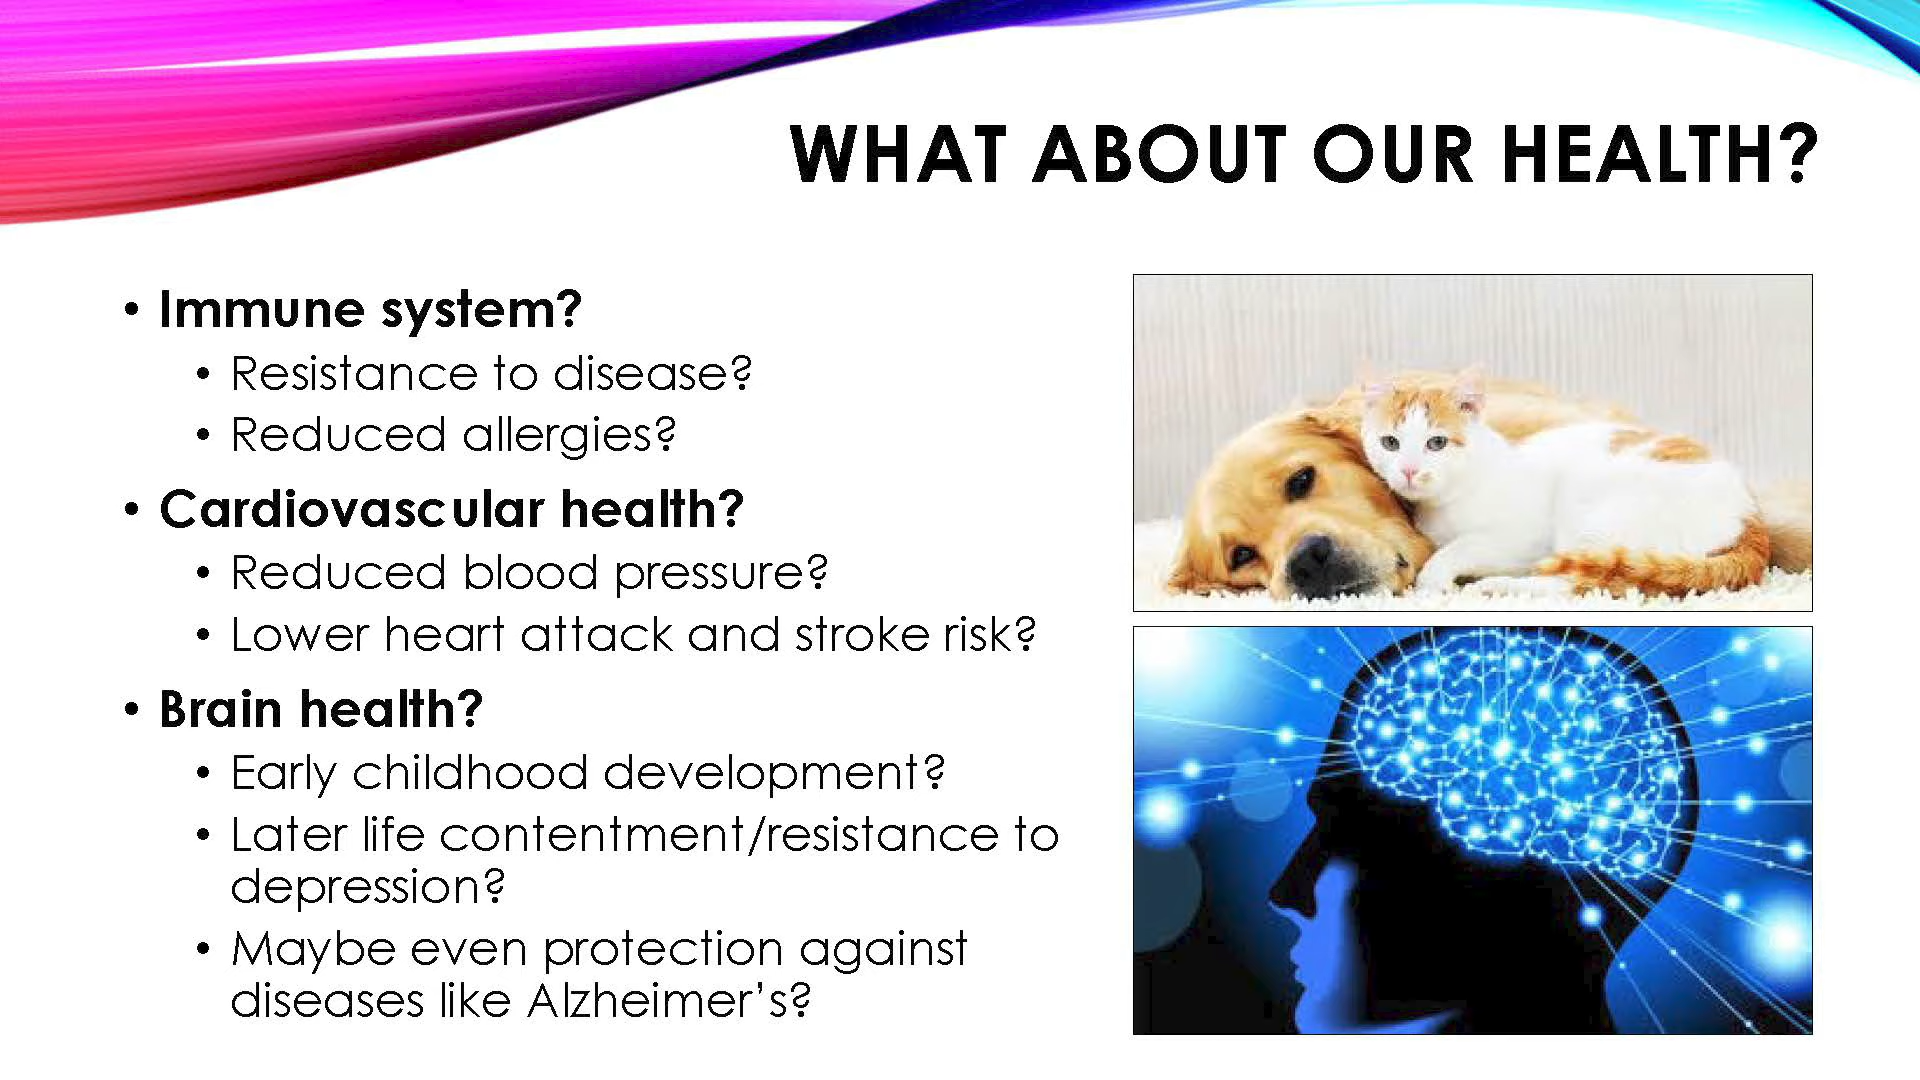 WHAT ABOUT OUR HEALTH?
• Immune system?
• Resistance to disease?
• Reduced allergies?
• Cardiovascular health?
• Reduced blood pressure?
• Lower heart attack and stroke risk?
• Brain health?
• Early childhood development?
• Later life contentment/resistance to
depression?
• Maybe even protection against
diseases like Alzheimer's?